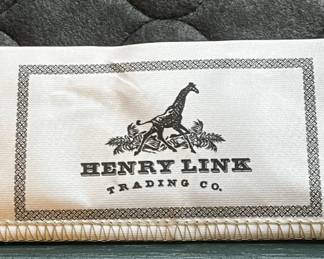 HENRY LINK
TRADING CO.